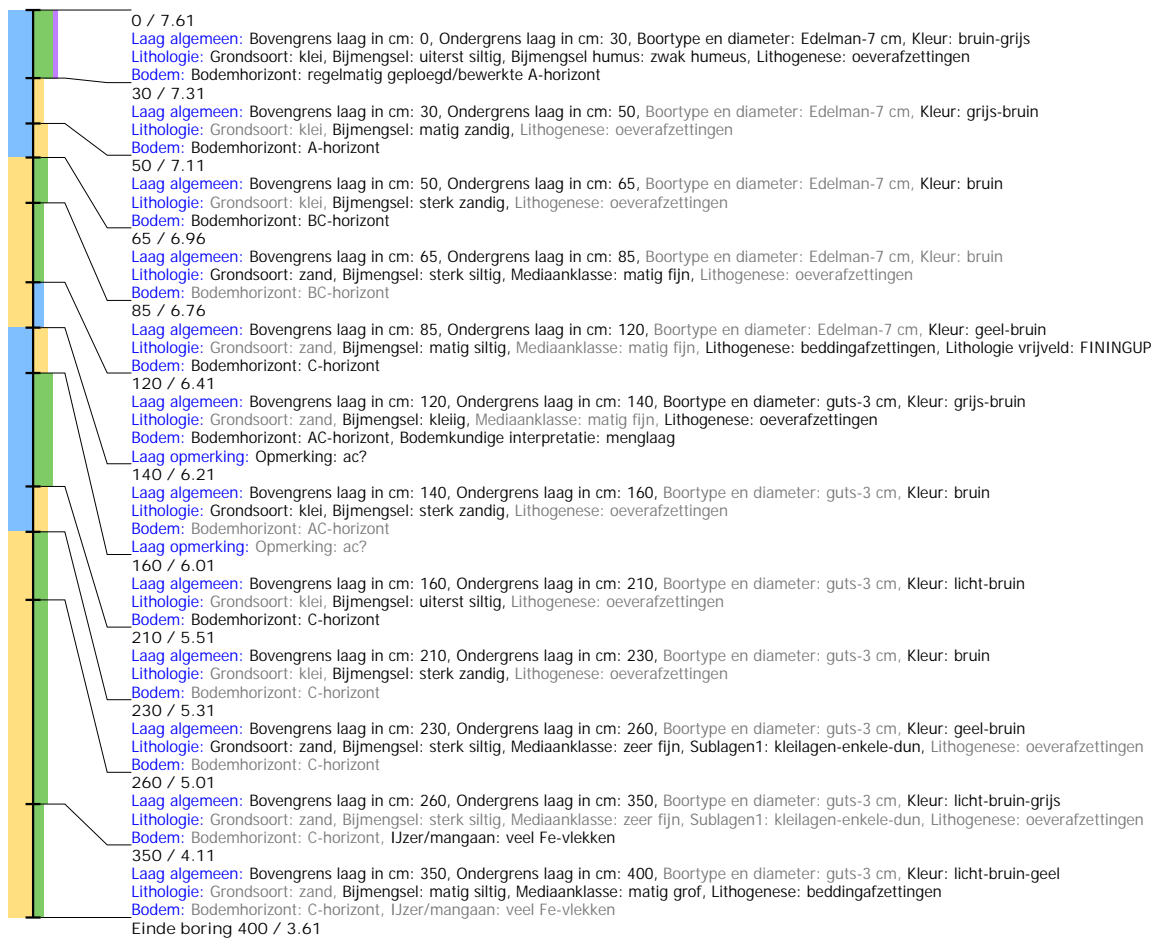 0 / 7.61
Laag algemeen: Bovengrens laag in cm: 0, Ondergrens laag in cm: 30, Boortype en diameter: Edelman-7 cm, Kleur: bruin-grijs
Lithologie: Grondsoort: klei, Bijmengsel: uiterst siltig, Bijmengsel humus: zwak humeus, Lithogenese: oeverafzettingen
Bodem: Bodemhorizont: regelmatig geploegd/bewerkte A-horizont
30 / 7.31
Laag algemeen: Bovengrens laag in cm: 30, Ondergrens laag in cm: 50, Boortype en diameter: Edelman-7 cm, Kleur: grijs-bruin
Lithologie: Grondsoort: klei, Bijmengsel: matig zandig, Lithogenese: oeverafzettingen
Bodem: Bodemhorizont: A-horizont
50 / 7.11
Laag algemeen: Bovengrens laag in cm: 50, Ondergrens laag in cm: 65, Boortype en diameter: Edelman-7 cm, Kleur: bruin
Lithologie: Grondsoort: klei, Bijmengsel: sterk zandig, Lithogenese: oeverafzettingen
Bodem: Bodemhorizont: BC-horizont
65 / 6.96
Laag algemeen: Bovengrens laag in cm: 65, Ondergrens laag in cm: 85, Boortype en diameter: Edelman-7 cm, Kleur: bruin
Lithologie: Grondsoort: zand, Bijmengsel: sterk siltig, Mediaanklasse: matig fijn, Lithogenese: oeverafzettingen
Bodem: Bodemhorizont: BC-horizont
85 / 6.76
Laag algemeen: Bovengrens laag in cm: 85, Ondergrens laag in cm: 120, Boortype en diameter: Edelman-7 cm, Kleur: geel-bruin
Lithologie: Grondsoort: zand, Bijmengsel: matig siltig, Mediaanklasse: matig fijn, Lithogenese: beddingafzettingen, Lithologie vrijveld: FININGUP
Bodem: Bodemhorizont: C-horizont
120 / 6.41
Laag algemeen: Bovengrens laag in cm: 120, Ondergrens laag in cm: 140, Boortype en diameter: guts-3 cm, Kleur: grijs-bruin
Lithologie: Grondsoort: zand, Bijmengsel: kleiig, Mediaanklasse: matig fijn, Lithogenese: oeverafzettingen
Bodem: Bodemhorizont: AC-horizont, Bodemkundige interpretatie: menglaag
Laag opmerking: Opmerking: ac?
140 / 6.21
Laag algemeen: Bovengrens laag in cm: 140, Ondergrens laag in cm: 160, Boortype en diameter: guts-3 cm, Kleur: bruin
Lithologie: Grondsoort: klei, Bijmengsel: sterk zandig, Lithogenese: oeverafzettingen
Bodem: Bodemhorizont: AC-horizont
Laag opmerking: Opmerking: ac?
160 / 6.01
Laag algemeen: Bovengrens laag in cm: 160, Ondergrens laag in cm: 210, Boortype en diameter: guts-3 cm, Kleur: licht-bruin
Lithologie: Grondsoort: klei, Bijmengsel: uiterst siltig, Lithogenese: oeverafzettingen
Bodem: Bodemhorizont: C-horizont
210 / 5.51
Laag algemeen: Bovengrens laag in cm: 210, Ondergrens laag in cm: 230, Boortype en diameter: guts-3 cm, Kleur: bruin
Lithologie: Grondsoort: klei, Bijmengsel: sterk zandig, Lithogenese: oeverafzettingen
Bodem: Bodemhorizont: C-horizont
230 / 5.31
Laag algemeen: Bovengrens laag in cm: 230, Ondergrens laag in cm: 260, Boortype en diameter: guts-3 cm, Kleur: geel-bruin
Lithologie: Grondsoort: zand, Bijmengsel: sterk siltig, Mediaanklasse: zeer fijn, Sublagen1: kleilagen-enkele-dun, Lithogenese: oeverafzettingen
Bodem: Bodemhorizont: C-horizont
260 / 5.01
Laag algemeen: Bovengrens laag in cm: 260, Ondergrens laag in cm: 350, Boortype en diameter: guts-3 cm, Kleur: licht-bruin-grijs
Lithologie: Grondsoort: zand, Bijmengsel: sterk siltig, Mediaanklasse: zeer fijn, Sublagen1: kleilagen-enkele-dun, Lithogenese: oeverafzettingen
Bodem: Bodemhorizont: C-horizont, IJzer/mangaan: veel Fe-vlekken
350 / 4.11
Laag algemeen: Bovengrens laag in cm: 350, Ondergrens laag in cm: 400, Boortype en diameter: guts-3 cm, Kleur: licht-bruin-geel
Lithologie: Grondsoort: zand, Bijmengsel: matig siltig, Mediaanklasse: matig grof, Lithogenese: beddingafzettingen
Bodem: Bodemhorizont: C-horizont, IJzer/mangaan: veel Fe-vlekken
Einde boring 400 / 3.61